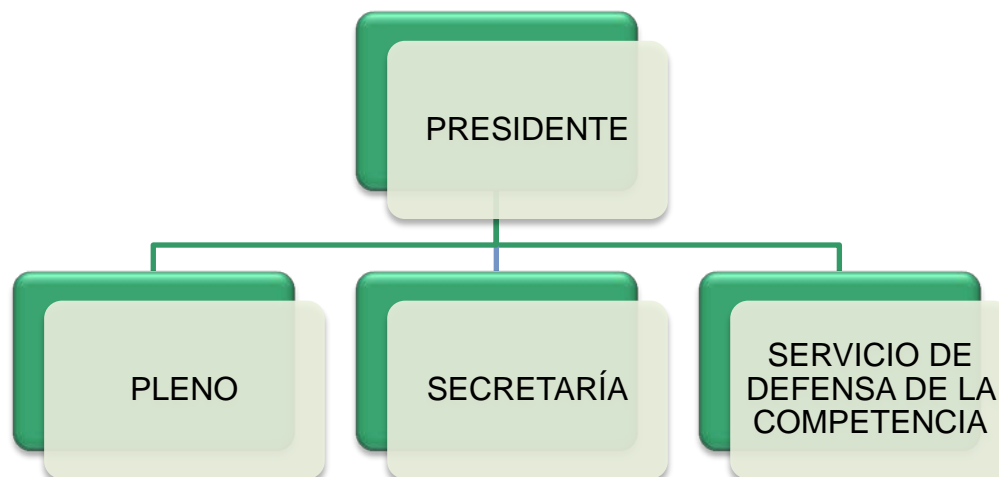 PRESIDENTE
PLENO
SECRETARÍA
SERVICIO DE
DEFENSA DE LA
COMPETENCIA